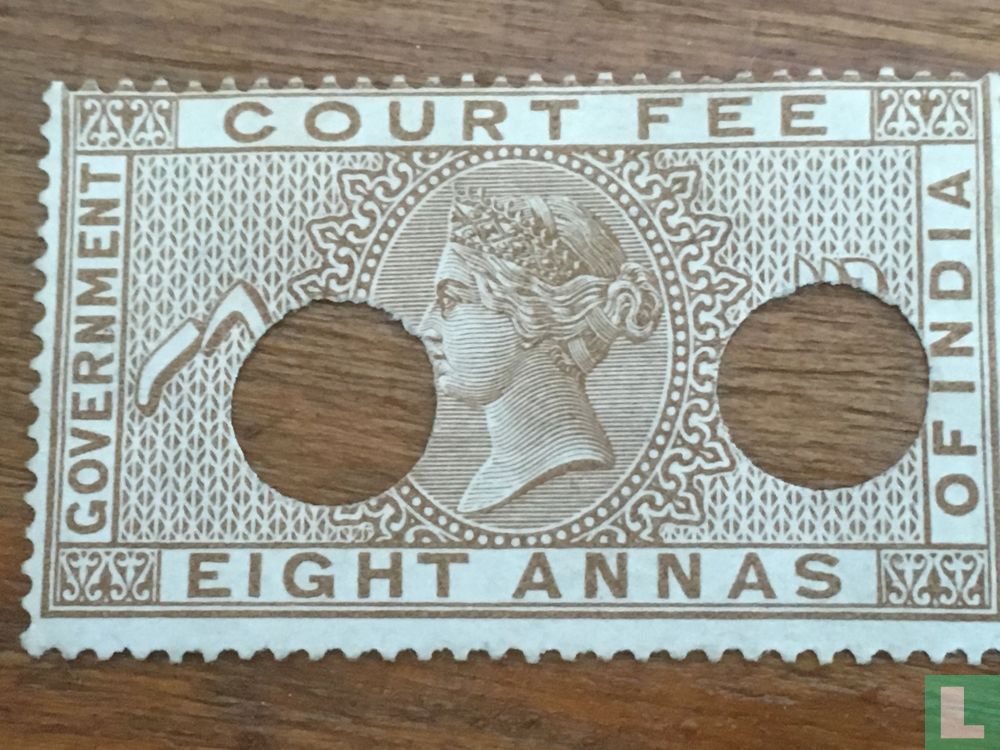 COURT FEE
GOVERNMENT
OF INDIA
EIGHT ANNAS
L